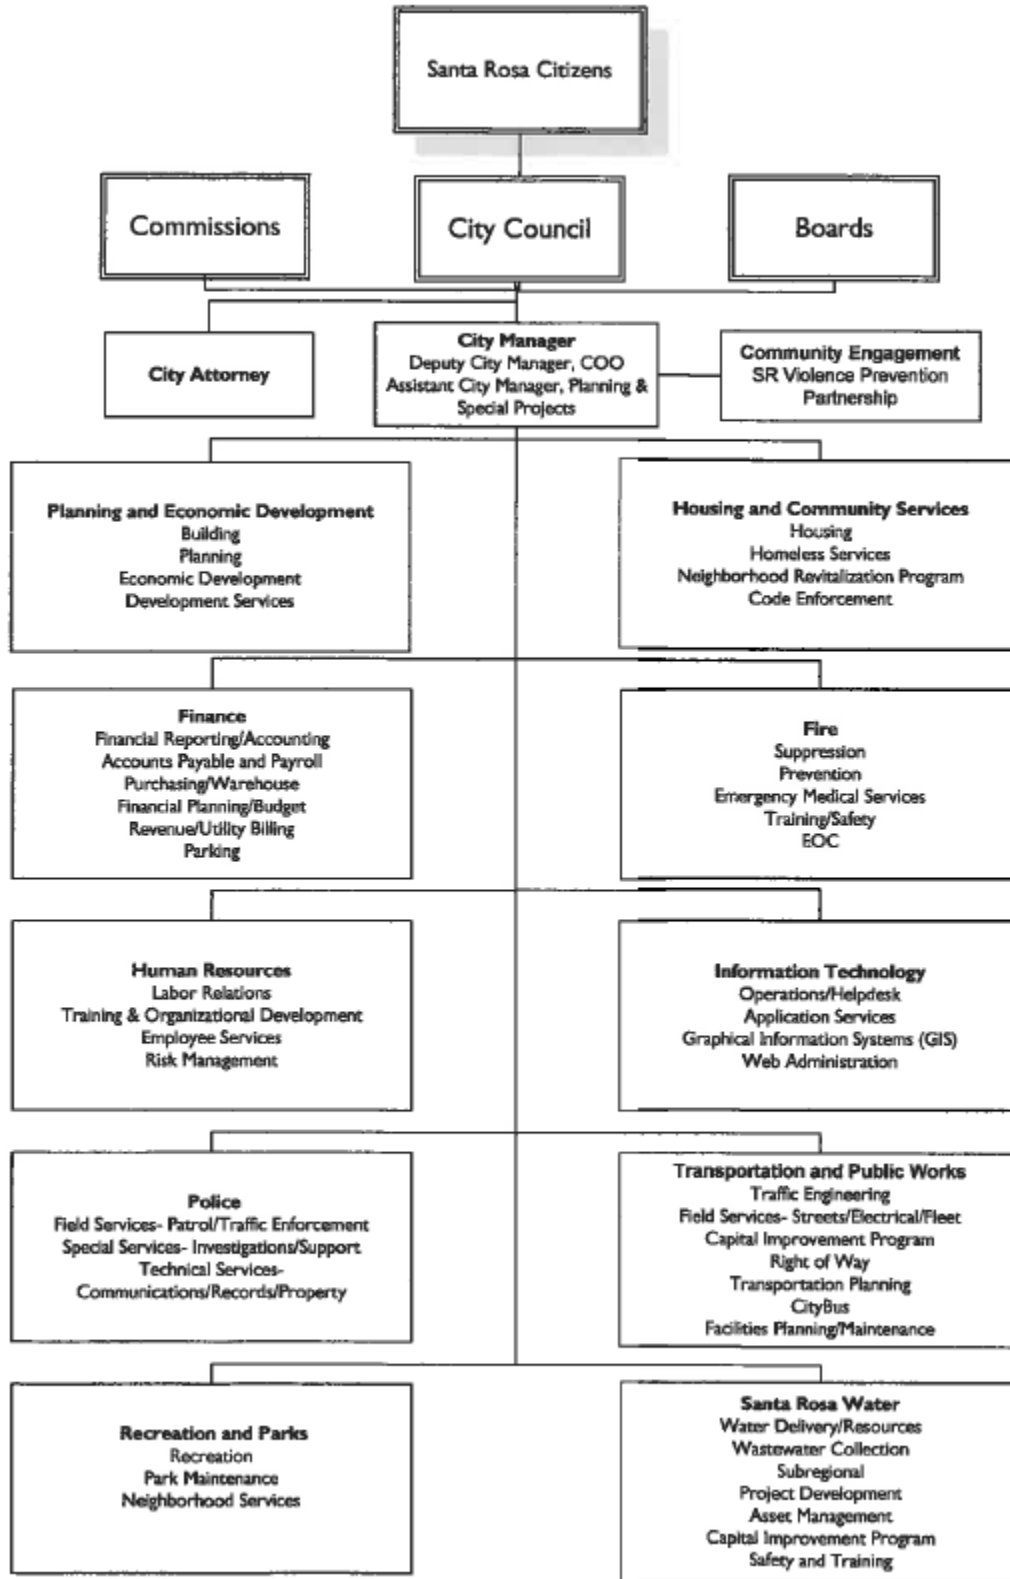 Santa Rosa Citizens
Commissions
City Council
Boards
City Attorney
City Manager
Deputy City Manager, COO
Assistant City Manager, Planning &
Special Projects
Community Engagement
SR Violence Prevention
Partnership
Planning and Economic Development
Building
Planning
Economic Development
Development Services
Housing and Community Services
Housing
Homeless Services
Neighborhood Revitalization Program
Code Enforcement
Finance
Financial Reporting/Accounting
Accounts Payable and Payroll
Purchasing/Warehouse
Financial Planning/Budget
Revenue/Utility Billing
Parking
Fire
Suppression
Prevention
Emergency Medical Services
Training/Safety
EOC
Human Resources
Labor Relations
Training & Organizational Development
Employee Services
Risk Management
Information Technology
Operations/Helpdesk
Application Services
Graphical Information Systems (GIS)
Web Administration
Police
Field Services- Patrol/Traffic Enforcement
Special Services- Investigations/Support
Technical Services-
Communications/Records/Property
Transportation and Public Works
Traffic Engineering
Field Services- Streets/Electrical/Fleet
Capital Improvement Program
Right of Way
Transportation Planning
CityBus
Facilities Planning/Maintenance
Recreation and Parks
Recreation
Park Maintenance
Neighborhood Services
Santa Rosa Water
Water Delivery/Resources
Wastewater Collection
Subregional
Project Development
Asset Management
Capital Improvement Program
Safety and Training